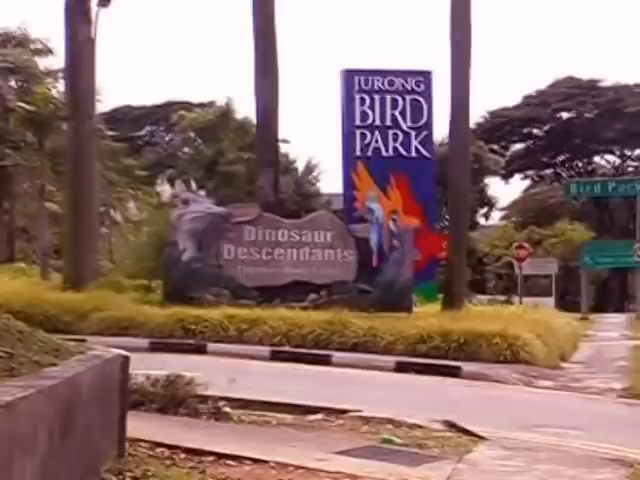 JURONG
BIRD
PARK
Dinosaur
Descendants
Bird Park